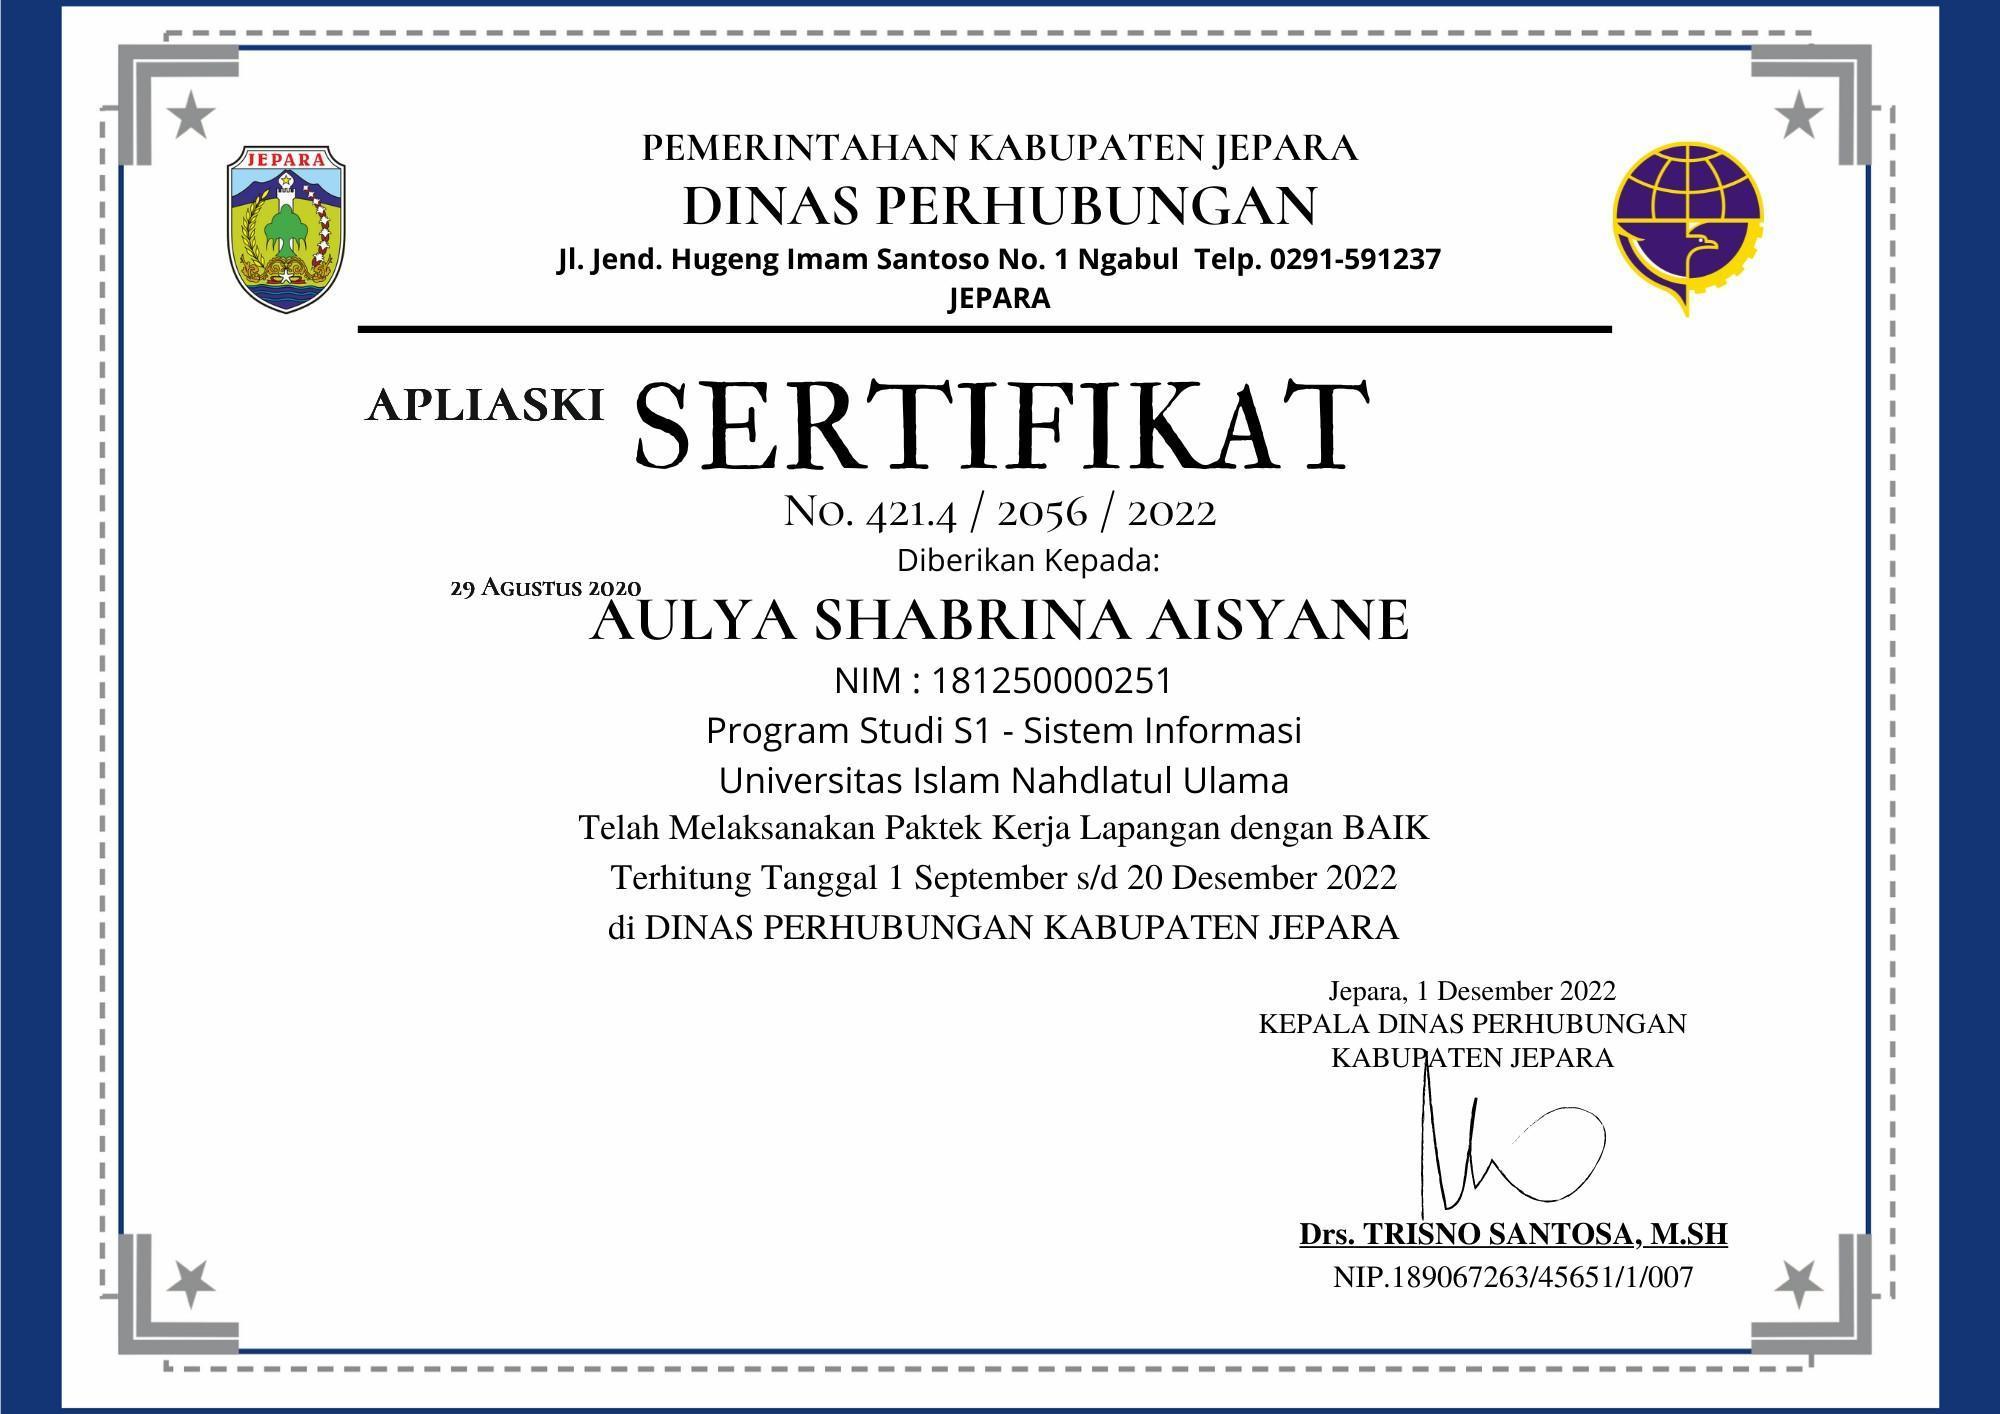 JEPARA
PEMERINTAHAN KABUPATEN JEPARA
DINAS PERHUBUNGAN
Jl. Jend. Hugeng Imam Santoso No. 1 Ngabul  Telp. 0291-591237
JEPARA
APLIASKI
SERTIFIKAT
No. 421.4 / 2056 / 2022
Diberikan Kepada:
29 Agustus 2020
AULYA SHABRINA AISYANE
NIM : 181250000251
Program Studi S1 - Sistem Informasi
Universitas Islam Nahdlatul Ulama
Telah Melaksanakan Paktek Kerja Lapangan dengan BAIK
Terhitung Tanggal 1 September s/d 20 Desember 2022
di DINAS PERHUBUNGAN KABUPATEN JEPARA
Jepara, 1 Desember 2022
KEPALA DINAS PERHUBUNGAN
KABUPATEN JEPARA
Drs. TRISNO SANTOSA, M.SH
NIP.189067263/45651/1/007